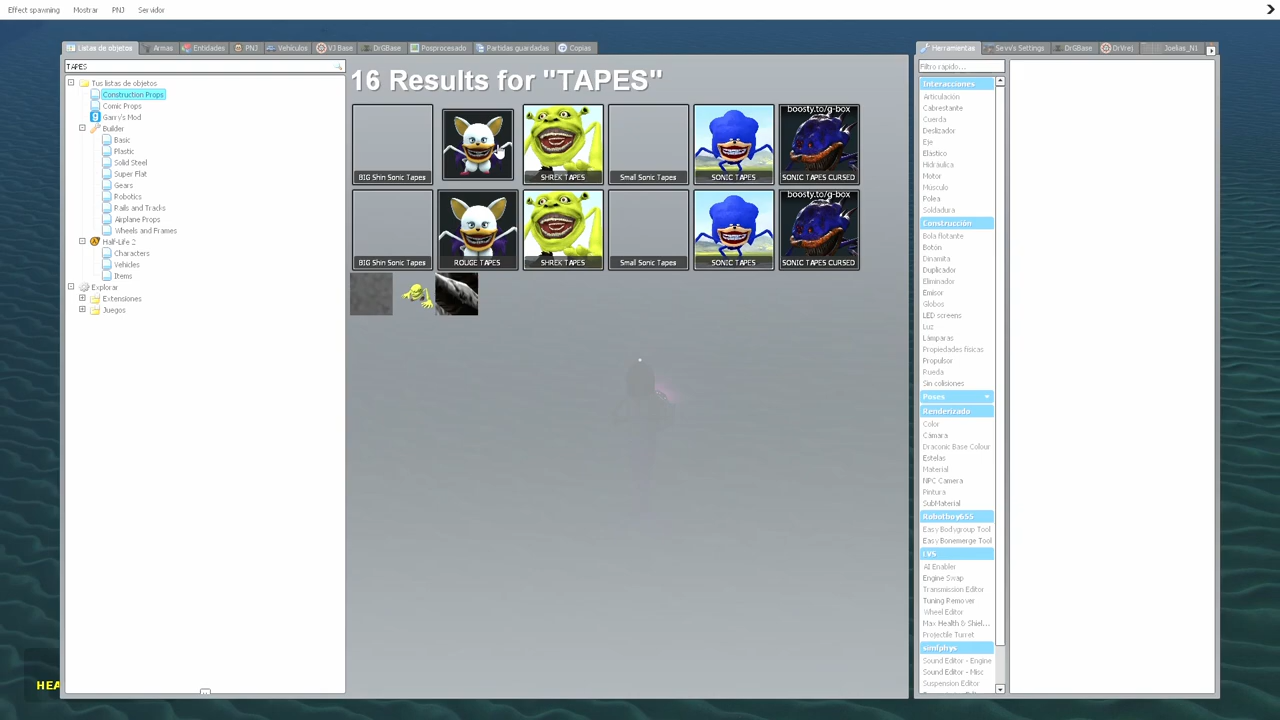 Effect spawning Mostrar PNJ Servidor
Listas de objetos Armas Entidades PNJ Vehículos VJ Base DrGBase Posprocesado Partidas guardadas Copias
Herramientas Sevv's Settings DrGBase DrVrej Joelias_N1
TAPES
Tus listas de objetos
Construction Props
Comic Props
Garry's Mod
Builder
Basic
Plastic
Solid Steel
Super Flat
Gears
Robotics
Rails and Tracks
Airplane Props
Wheels and Frames
Half-Life 2
Characters
Vehicles
Items
Explorar
Extensiones
Juegos
16 Results for "TAPES"
boosty.to/g-box
BIG Shin Sonic Tapes
SHREK TAPES
Small Sonic Tapes
SONIC TAPES
SONIC TAPES CURSED
boosty.to/g-box
BIG Shin Sonic Tapes
ROUGE TAPES
SHREK TAPES
Small Sonic Tapes
SONIC TAPES
SONIC TAPES CURSED
HEA
Filtro rápido...
Interacciones
Articulación
Cabrestante
Cuerda
Deslizador
Eje
Elástico
Hidráulica
Motor
Músculo
Polea
Soldadura
Construcción
Bola flotante
Botón
Dinamita
Duplicador
Eliminador
Emisor
Globos
LED screens
Luz
Lámparas
Propiedades físicas
Propulsor
Rueda
Sin colisiones
Poses
Renderizado
Color
Cámara
Draconic Base Colour
Estelas
Material
NPC Camera
Pintura
SubMaterial
Robotboy655
Easy Bodygroup Tool
Easy Bonemerge Tool
LVS
AI Enabler
Engine Swap
Transmission Editor
Tuning Remover
Wheel Editor
Max Health & Shiel...
Projectile Turret
simfphys
Sound Editor - Engine
Sound Editor - Misc
Suspension Editor